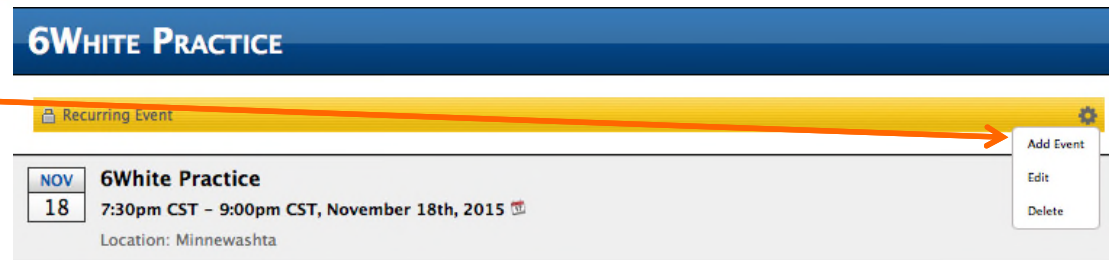 6White Practice
Recurring Event
Add Event
Edit
Delete
NOV
18
6White Practice
7:30pm CST - 9:00pm CST, November 18th, 2015
Location: Minnewashta